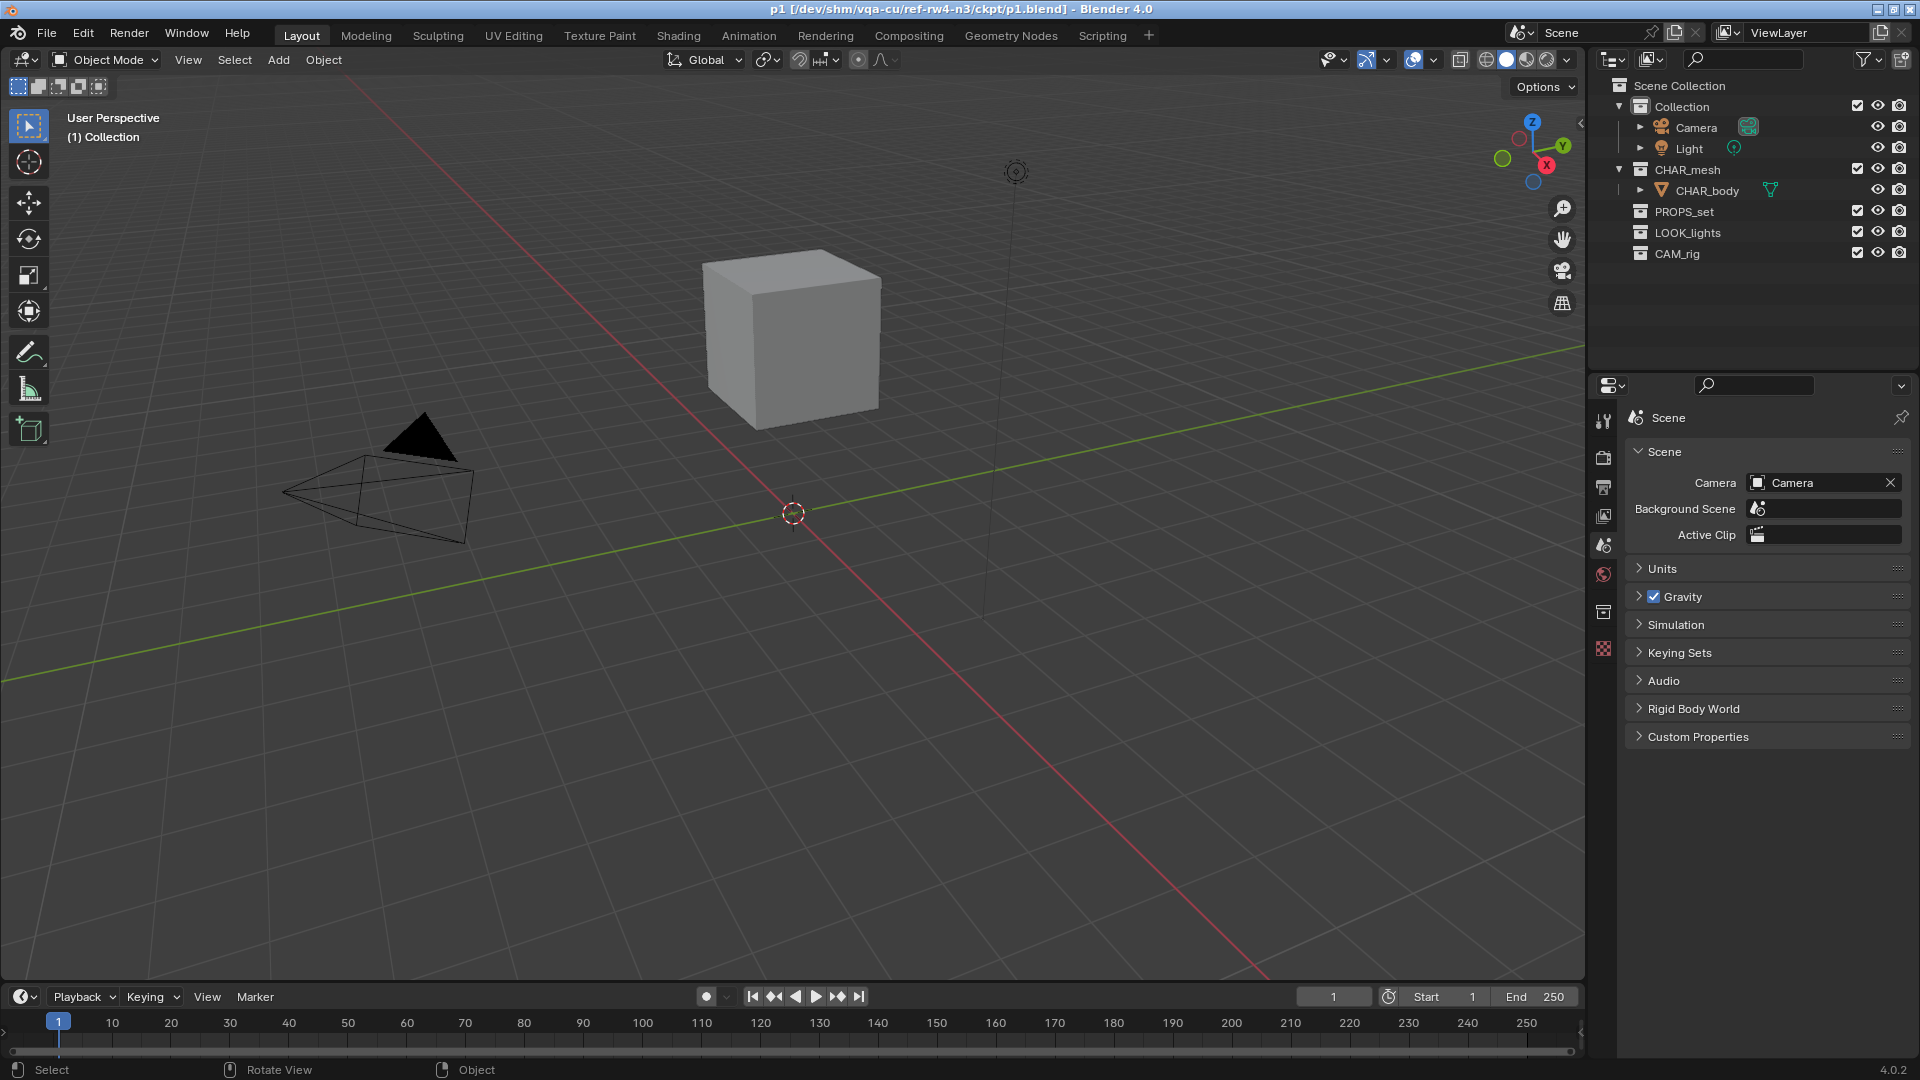 p1 [/dev/shm/vqa-cu/ref-rw4-n3/ckpt/p1.blend] - Blender 4.0
File Edit Render Window Help Layout Modeling Sculpting UV Editing Texture Paint Shading Animation Rendering Compositing Geometry Nodes Scripting + Scene ViewLayer
Object Mode View Select Add Object Global
Options
User Perspective
(1) Collection
Z
Y
X
Scene Collection
Collection
Camera
Light
CHAR_mesh
CHAR_body
PROPS_set
LOOK_lights
CAM_rig
Scene
Scene
Camera Camera
Background Scene
Active Clip
Units
Gravity
Simulation
Keying Sets
Audio
Rigid Body World
Custom Properties
Playback Keying View Marker 1 Start 1 End 250
1 10 20 30 40 50 60 70 80 90 100 110 120 130 140 150 160 170 180 190 200 210 220 230 240 250
Select Rotate View Object 4.0.2